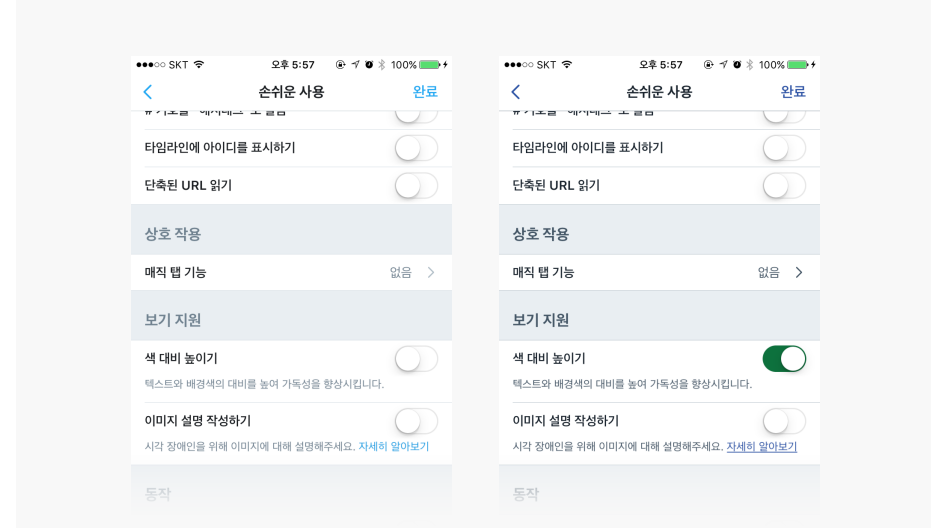 SKT 오후 5:57 100%
손쉬운 사용 완료
타임라인에 아이디를 표시하기
단축된 URL 읽기
상호 작용
매직 탭 기능 없음
보기 지원
색 대비 높이기
텍스트와 배경색의 대비를 높여 가독성을 향상시킵니다.
이미지 설명 작성하기
시각 장애인을 위해 이미지에 대해 설명해주세요. 자세히 알아보기
동작
SKT 오후 5:57 100%
손쉬운 사용 완료
타임라인에 아이디를 표시하기
단축된 URL 읽기
상호 작용
매직 탭 기능 없음
보기 지원
색 대비 높이기
텍스트와 배경색의 대비를 높여 가독성을 향상시킵니다.
이미지 설명 작성하기
시각 장애인을 위해 이미지에 대해 설명해주세요. 자세히 알아보기
동작